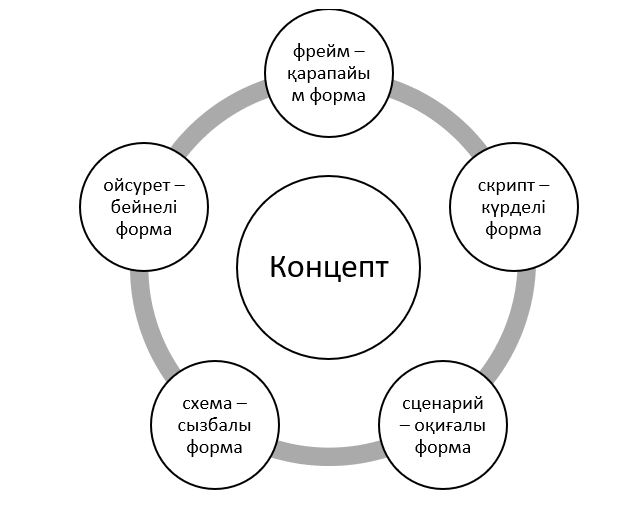 фрейм –
қарапайы
м форма
скрипт –
күрделі
форма
сценарий
– оқиғалы
форма
схема –
сызбалы
форма
ойсурет –
бейнелі
форма
Концепт